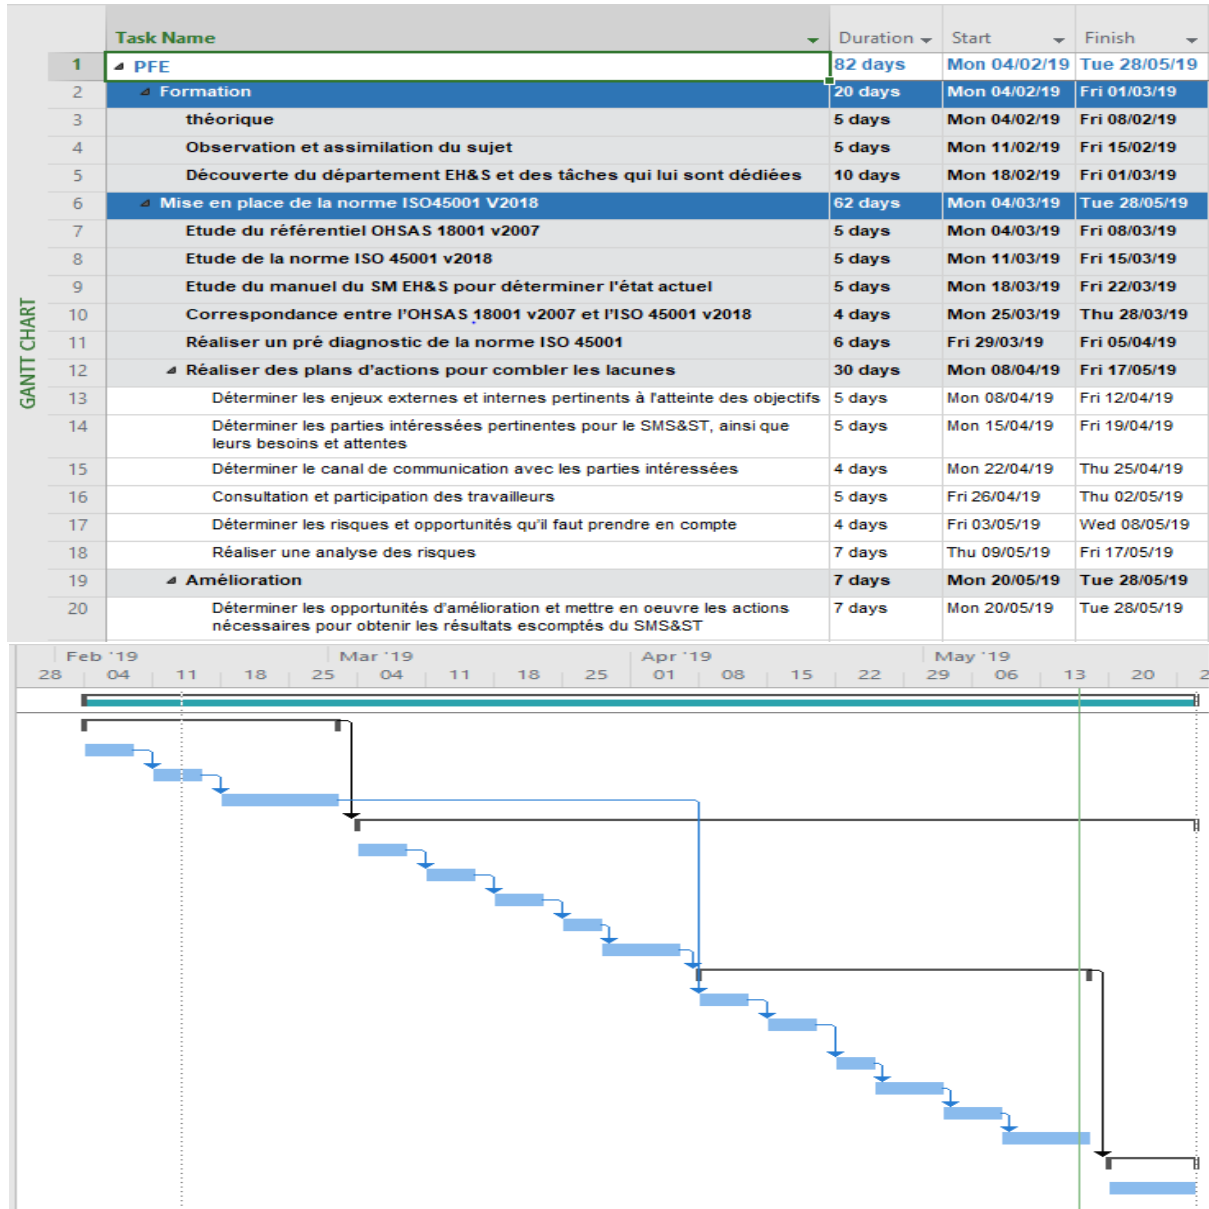 Task Name Duration Start Finish
1 PFE 82 days Mon 04/02/19 Tue 28/05/19
2 Formation 20 days Mon 04/02/19 Fri 01/03/19
3 théorique 5 days Mon 04/02/19 Fri 08/02/19
4 Observation et assimilation du sujet 5 days Mon 11/02/19 Fri 15/02/19
5 Découverte du département EH&S et des tâches qui lui sont dédiées 10 days Mon 18/02/19 Fri 01/03/19
6 Mise en place de la norme ISO45001 V2018 62 days Mon 04/03/19 Tue 28/05/19
7 Etude du référentiel OHSAS 18001 v2007 5 days Mon 04/03/19 Fri 08/03/19
8 Etude de la norme ISO 45001 v2018 5 days Mon 11/03/19 Fri 15/03/19
9 Etude du manuel du SM EH&S pour déterminer l'état actuel 5 days Mon 18/03/19 Fri 22/03/19
10 Correspondance entre l'OHSAS 18001 v2007 et l'ISO 45001 v2018 4 days Mon 25/03/19 Thu 28/03/19
11 Réaliser un pré diagnostic de la norme ISO 45001 6 days Fri 29/03/19 Fri 05/04/19
12 Réaliser des plans d'actions pour combler les lacunes 30 days Mon 08/04/19 Fri 17/05/19
13 Déterminer les enjeux externes et internes pertinents à l'atteinte des objectifs 5 days Mon 08/04/19 Fri 12/04/19
14 Déterminer les parties intéressées pertinentes pour le SMS&ST, ainsi que 5 days Mon 15/04/19 Fri 19/04/19
leurs besoins et attentes
15 Déterminer le canal de communication avec les parties intéressées 4 days Mon 22/04/19 Thu 25/04/19
16 Consultation et participation des travailleurs 5 days Fri 26/04/19 Thu 02/05/19
17 Déterminer les risques et opportunités qu'il faut prendre en compte 4 days Fri 03/05/19 Wed 08/05/19
18 Réaliser une analyse des risques 7 days Thu 09/05/19 Fri 17/05/19
19 Amélioration 7 days Mon 20/05/19 Tue 28/05/19
20 Déterminer les opportunités d'amélioration et mettre en oeuvre les actions 7 days Mon 20/05/19 Tue 28/05/19
nécessaires pour obtenir les résultats escomptés du SMS&ST
GANTT CHART
Feb '19 Mar '19 Apr '19 May '19
28 04 11 18 25 04 11 18 25 01 08 15 22 29 06 13 20 2